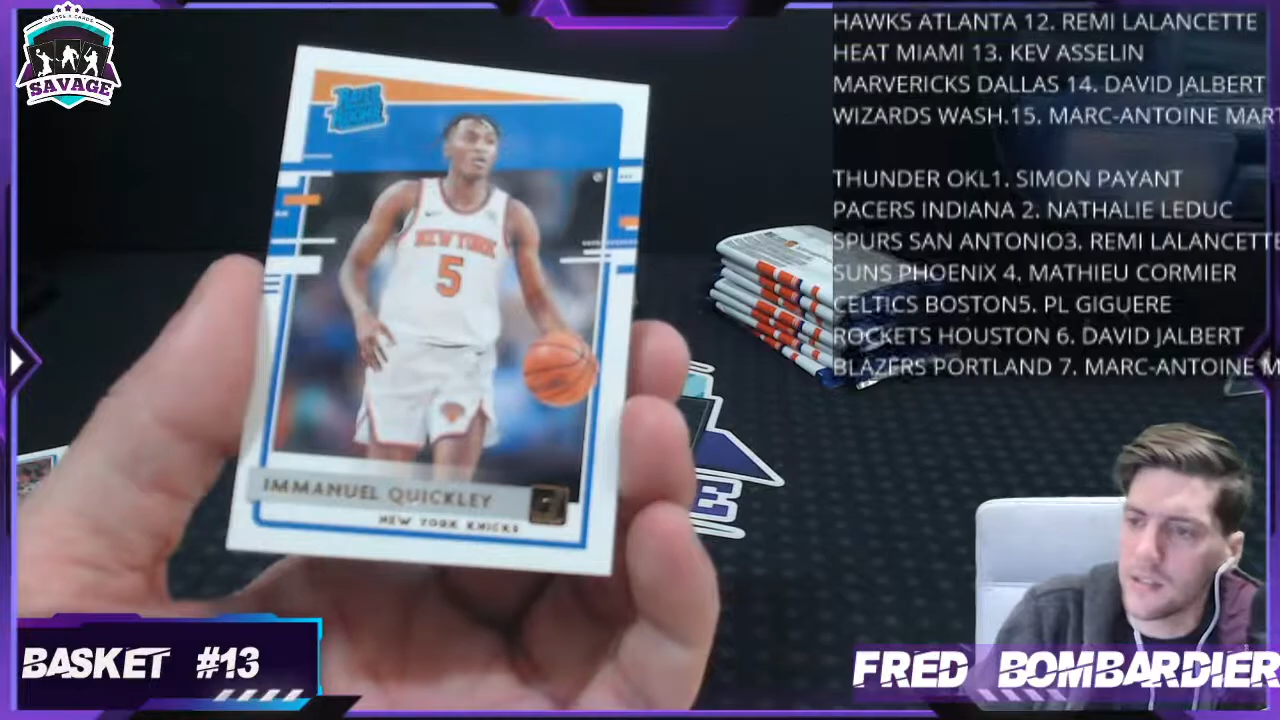 CARTES & CARDS
SAVAGE
HAWKS ATLANTA 12. REMI LALANCETTE
HEAT MIAMI 13. KEV ASSELIN
MARVERICKS DALLAS 14. DAVID JALBERT
WIZARDS WASH.15. MARC-ANTOINE MART
THUNDER OKL1. SIMON PAYANT
PACERS INDIANA 2. NATHALIE LEDUC
SPURS SAN ANTONIO3. REMI LALANCETTE
SUNS PHOENIX 4. MATHIEU CORMIER
CELTICS BOSTON5. PL GIGUERE
ROCKETS HOUSTON 6. DAVID JALBERT
BLAZERS PORTLAND 7. MARC-ANTOINE M
RATED
ROOKIE
NEW YORK
5
IMMANUEL QUICKLEY
NEW YORK KNICKS
E
BASKET #13
FRED BOMBARDIER